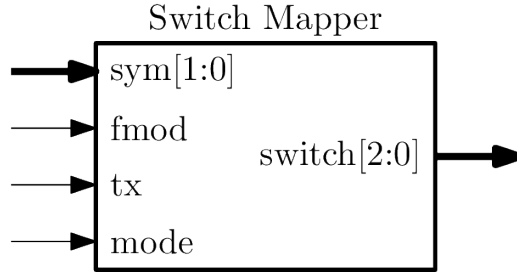 Switch Mapper
sym[1:0]
fmod
switch[2:0]
tx
mode